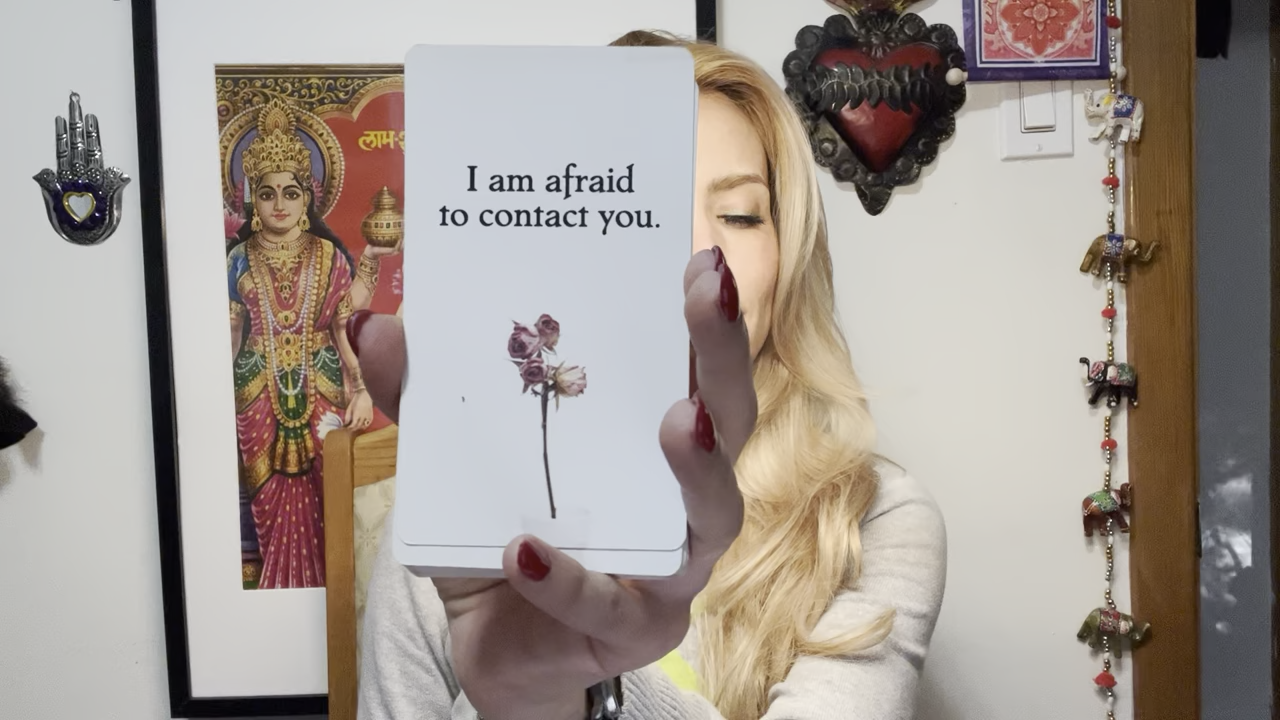 लाभ
I am afraid
to contact you.